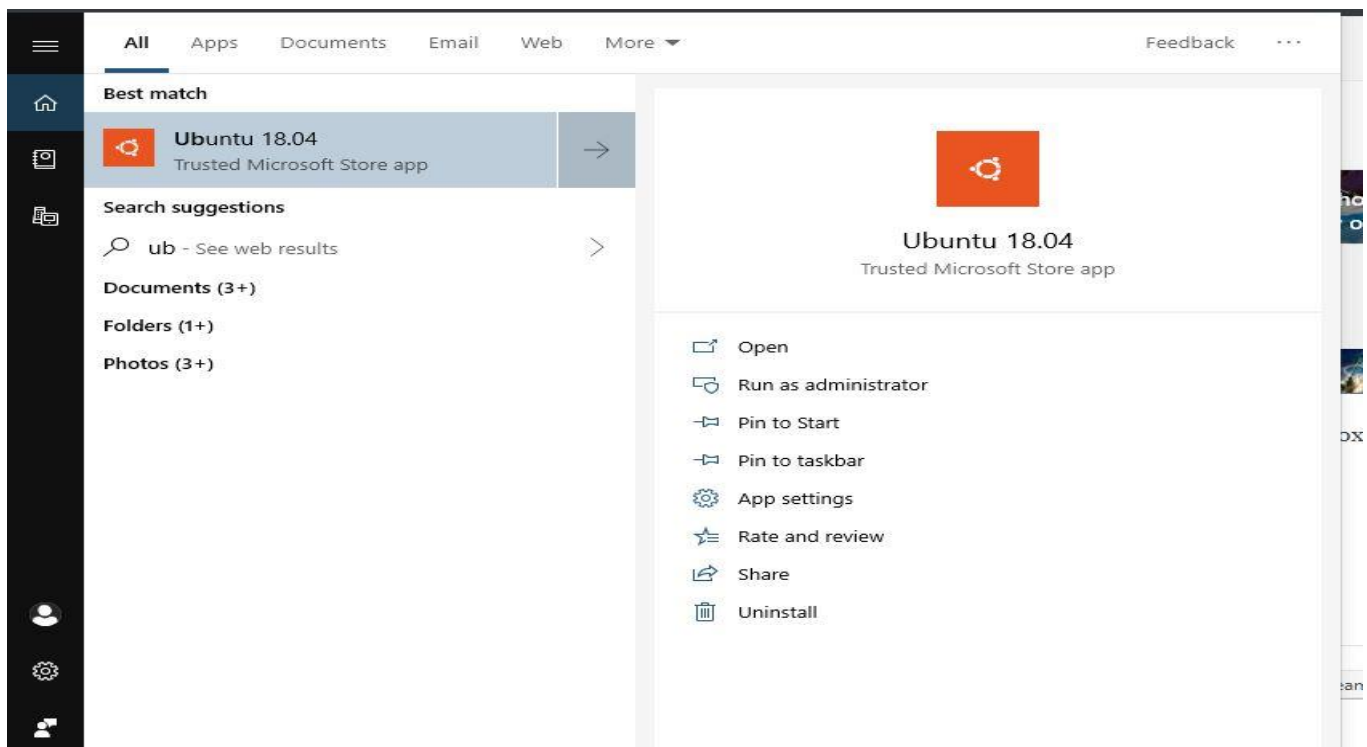 All Apps Documents Email Web More Feedback ...
Best match
Ubuntu 18.04
Trusted Microsoft Store app
Search suggestions
ub - See web results
Documents (3+)
Folders (1+)
Photos (3+)
Ubuntu 18.04
Trusted Microsoft Store app
Open
Run as administrator
Pin to Start
Pin to taskbar
App settings
Rate and review
Share
Uninstall